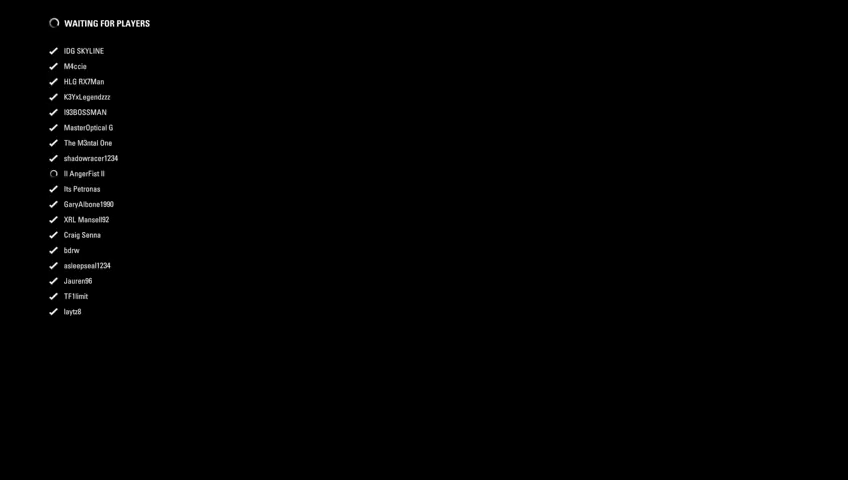 WAITING FOR PLAYERS
IDG SKYLINE
M4ccie
HLG RX7Man
K3YxLegendzzz
I93BOSSMAN
MasterOptical G
The M3ntal One
shadowracer1234
II AngerFist II
Its Petronas
GaryAlbone1990
XRL Mansell92
Craig Senna
bdrw
asleepseal1234
Jauren96
TF1limit
løytz8